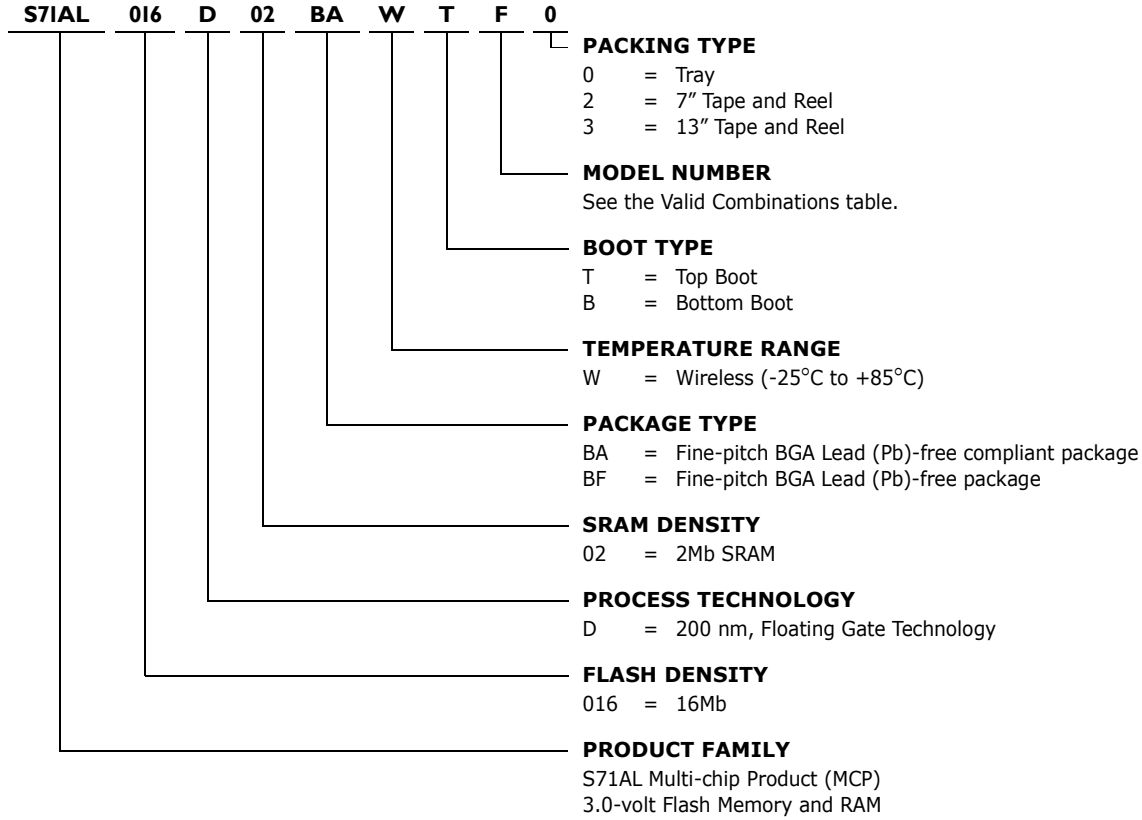 S71AL 016 D 02 BA W T F 0
PACKING TYPE
0 = Tray
2 = 7” Tape and Reel
3 = 13” Tape and Reel
MODEL NUMBER
See the Valid Combinations table.
BOOT TYPE
T = Top Boot
B = Bottom Boot
TEMPERATURE RANGE
W = Wireless (-25°C to +85°C)
PACKAGE TYPE
BA = Fine-pitch BGA Lead (Pb)-free compliant package
BF = Fine-pitch BGA Lead (Pb)-free package
SRAM DENSITY
02 = 2Mb SRAM
PROCESS TECHNOLOGY
D = 200 nm, Floating Gate Technology
FLASH DENSITY
016 = 16Mb
PRODUCT FAMILY
S71AL Multi-chip Product (MCP)
3.0-volt Flash Memory and RAM